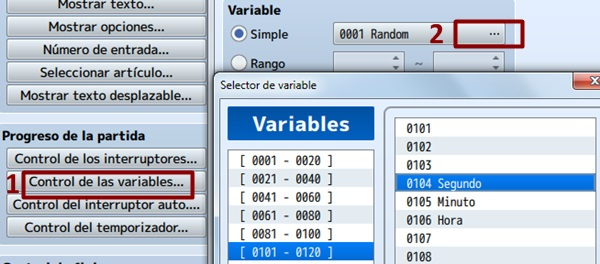 Mostrar texto...
Mostrar opciones...
Número de entrada...
Seleccionar artículo...
Mostrar texto desplazable...
Progreso de la partida
Control de los interruptores...
1 Control de las variables...
Control del interruptor auto....
Control del temporizador...
Variable
Simple 0001 Random 2 ...
Rango ~
Selector de variable
Variables
[ 0001 - 0020 ]
[ 0021 - 0040 ]
[ 0041 - 0060 ]
[ 0061 - 0080 ]
[ 0081 - 0100 ]
[ 0101 - 0120 ]
0101
0102
0103
0104 Segundo
0105 Minuto
0106 Hora
0107
0108